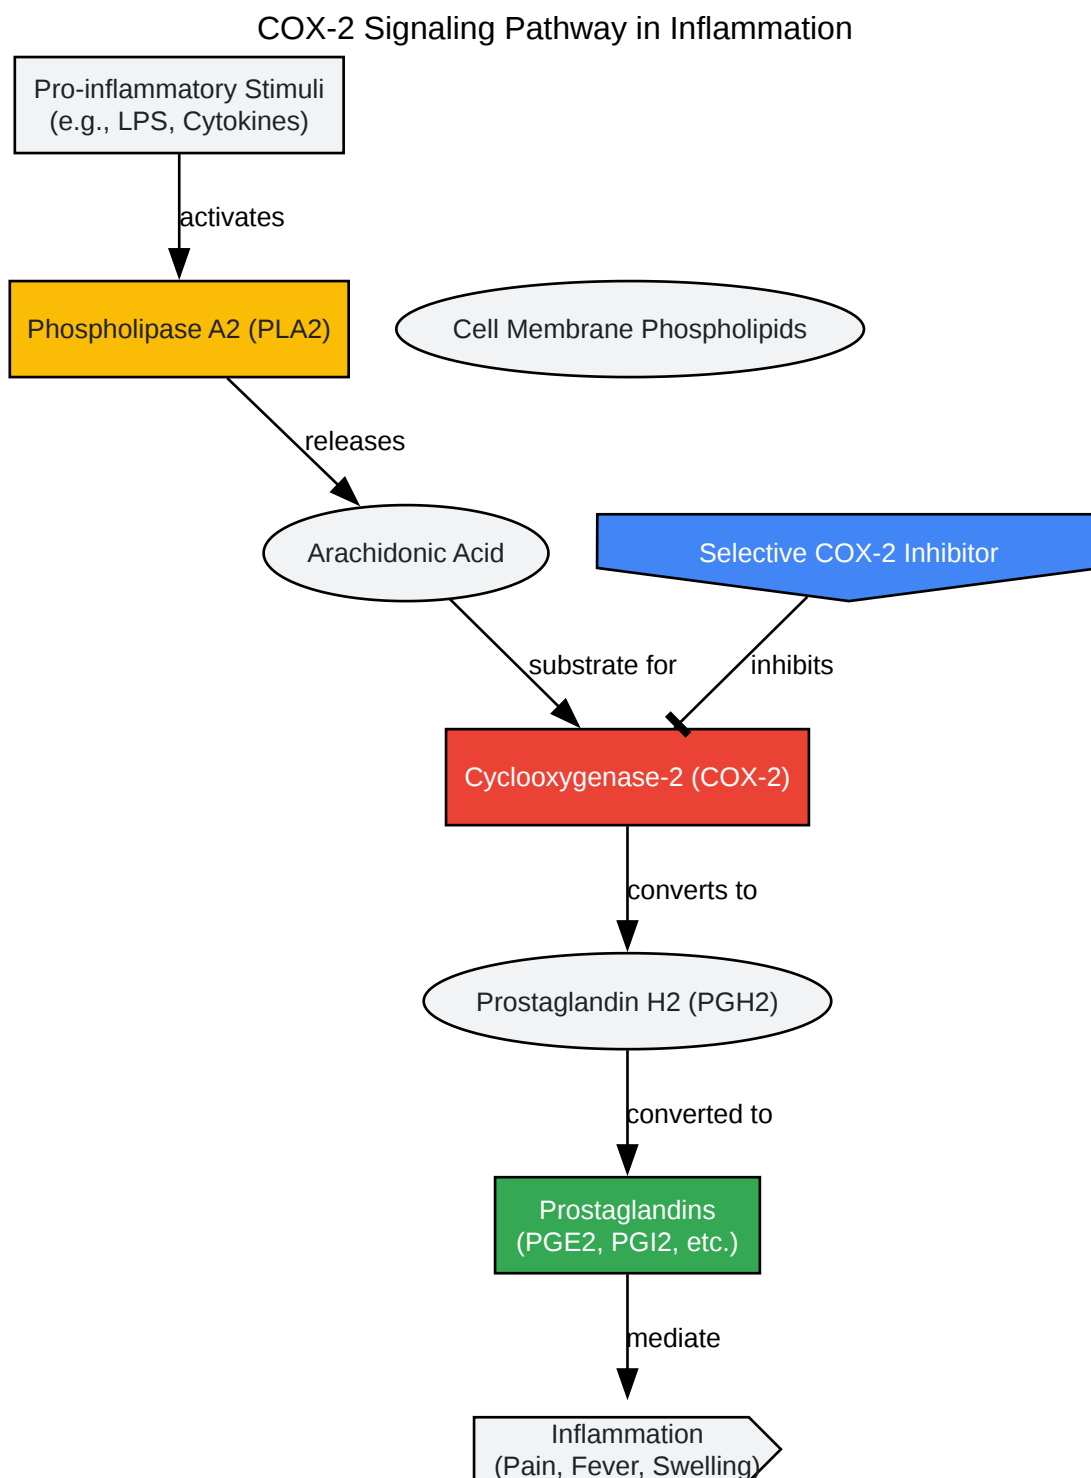 COX-2 Signaling Pathway in Inflammation
Pro-inflammatory Stimuli
(e.g., LPS, Cytokines)
activates
Phospholipase A2 (PLA2)
Cell Membrane Phospholipids
releases
Arachidonic Acid
Selective COX-2 Inhibitor
substrate for
inhibits
Cyclooxygenase-2 (COX-2)
converts to
Prostaglandin H2 (PGH2)
converted to
Prostaglandins
(PGE2, PGI2, etc.)
mediate
Inflammation
(Pain, Fever, Swelling)